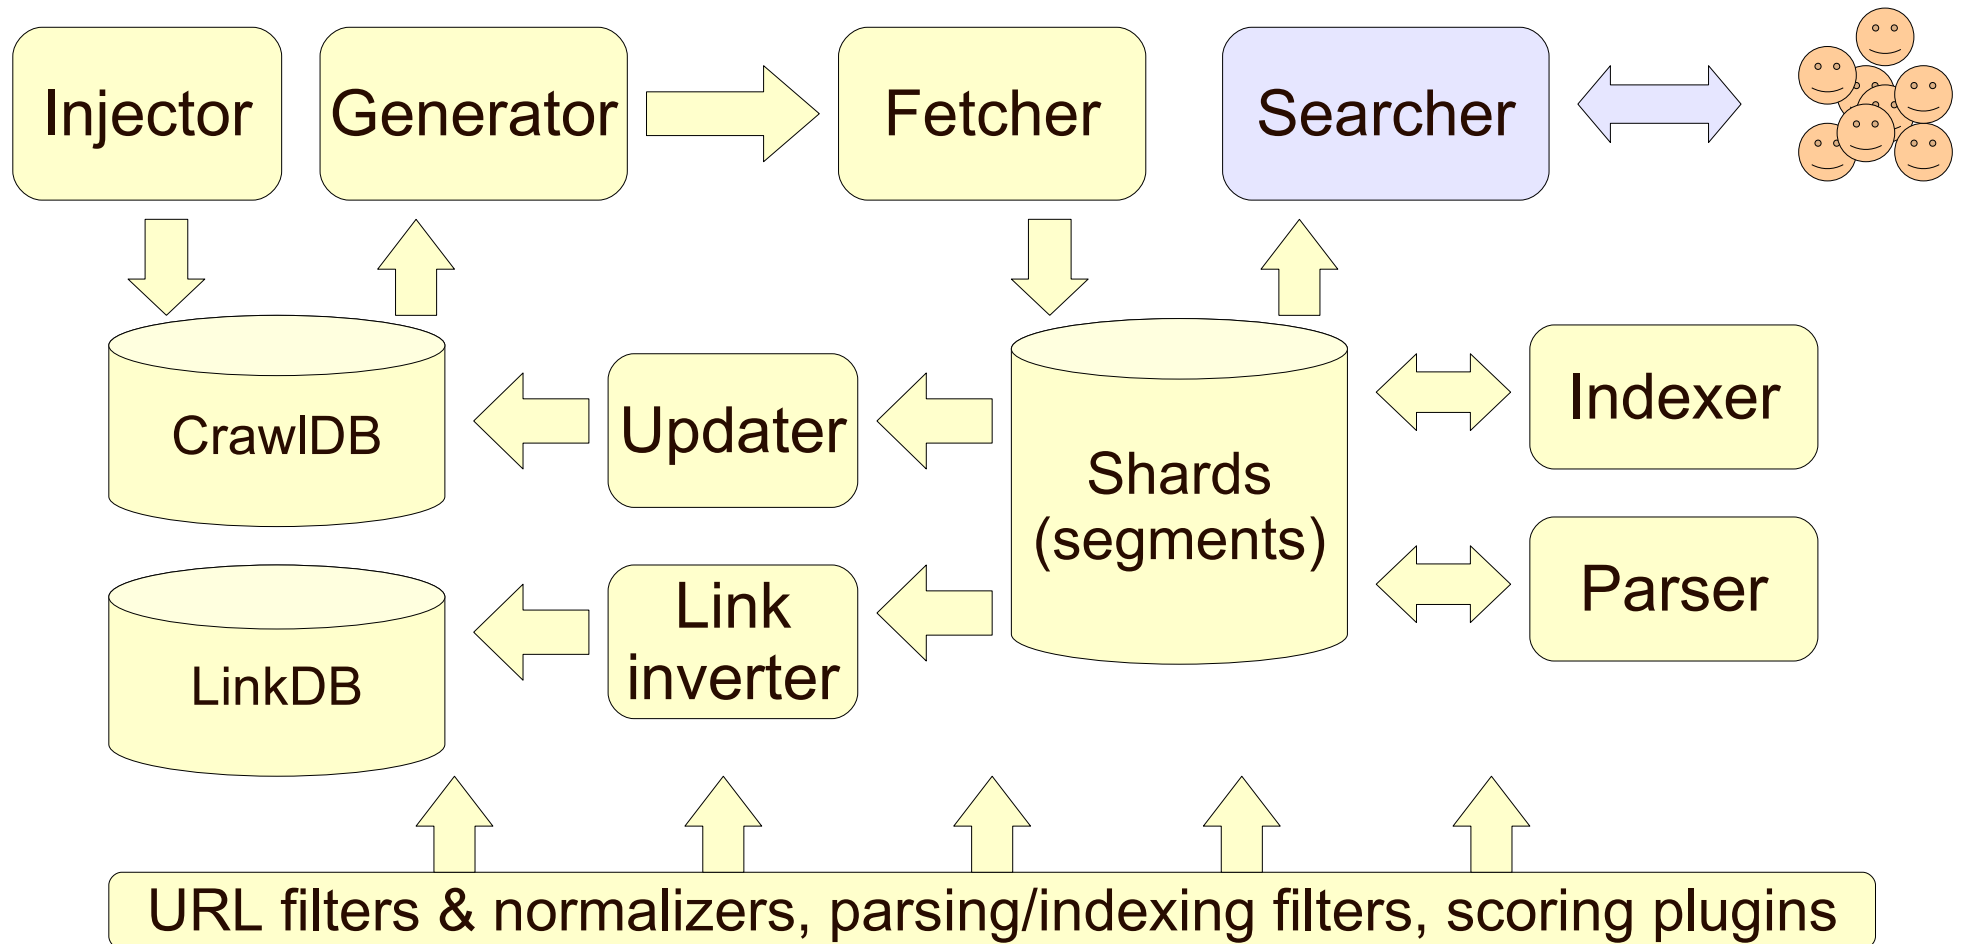 Injector
Generator
Fetcher
Searcher
CrawlDB
Updater
Shards
(segments)
Indexer
LinkDB
Link
inverter
Parser
URL filters & normalizers, parsing/indexing filters, scoring plugins